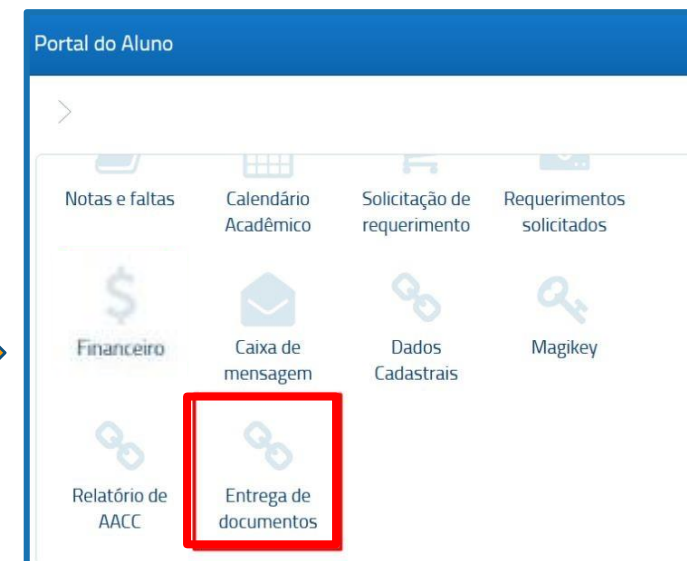 Portal do Aluno
Notas e faltas
Calendário
Acadêmico
Solicitação de
requerimento
Requerimentos
solicitados
Financeiro
Caixa de
mensagem
Dados
Cadastrais
Magikey
Relatório de
AACC
Entrega de
documentos